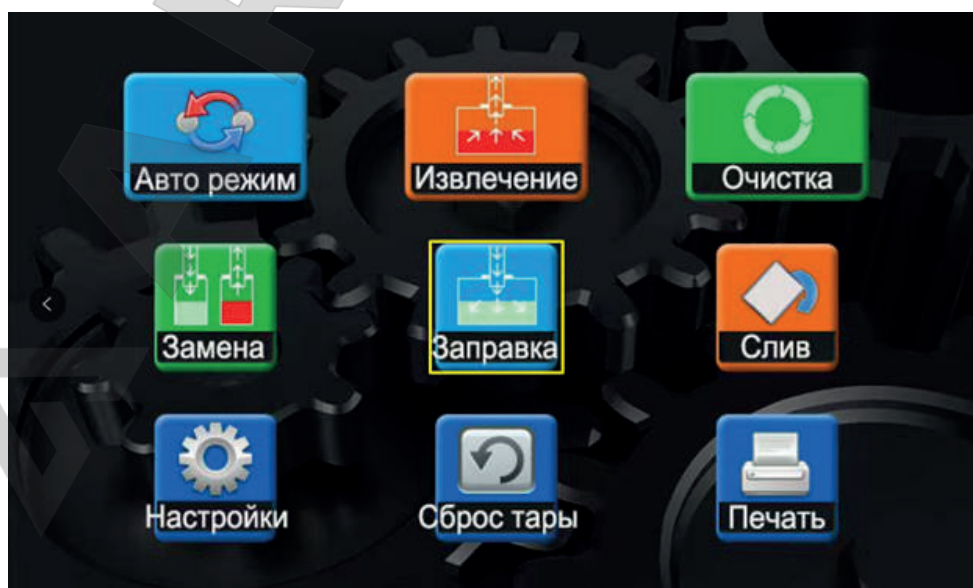 Авто режим
Извлечение
Очистка
Замена
Заправка
Слив
Настройки
Сброс тары
Печать